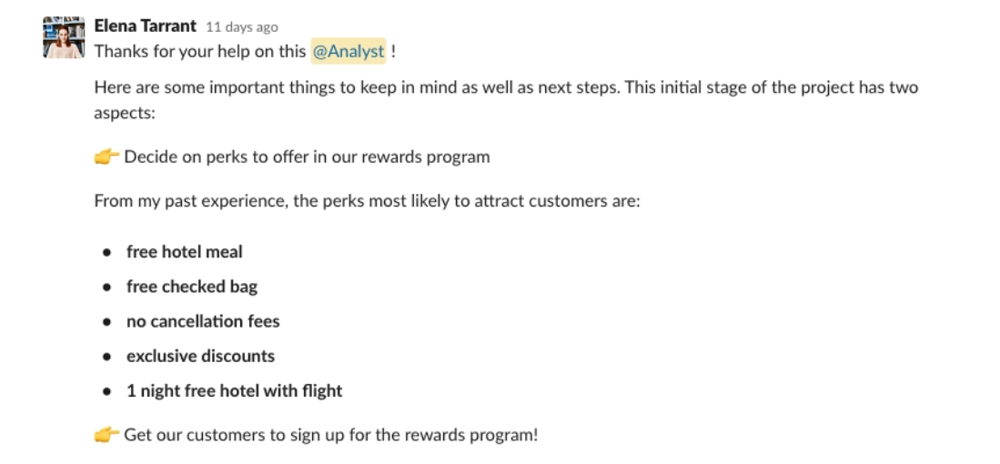 Elena Tarrant 11 days ago
Thanks for your help on this @Analyst !
Here are some important things to keep in mind as well as next steps. This initial stage of the project has two
aspects:
👉 Decide on perks to offer in our rewards program
From my past experience, the perks most likely to attract customers are:
• free hotel meal
• free checked bag
• no cancellation fees
• exclusive discounts
• 1 night free hotel with flight
👉 Get our customers to sign up for the rewards program!